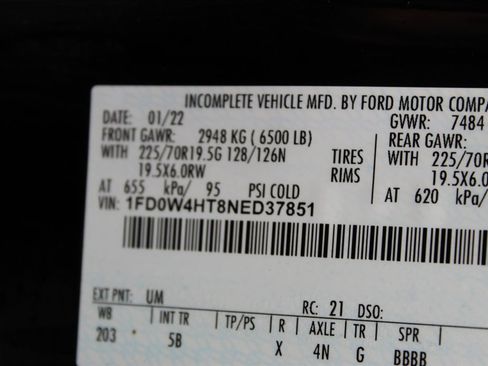 INCOMPLETE VEHICLE MFD. BY FORD MOTOR
DATE: 01/22 GVWR: 7484
FRONT GAWR: 2948 KG ( 6500 LB) REAR GAWR:
WITH 225/70R19.5G 128/126N TIRES WITH 225/70R
19.5X6.0RW RIMS 19.5X6.0
AT 655 kPa/ 95 PSI COLD AT 620 kPa/
VIN: 1FD0W4HT8NED37851
EXT PNT: UM RC: 21 DSO:
WB INT TR TP/PS R AXLE TR SPR
203 5B X 4N G BBBB